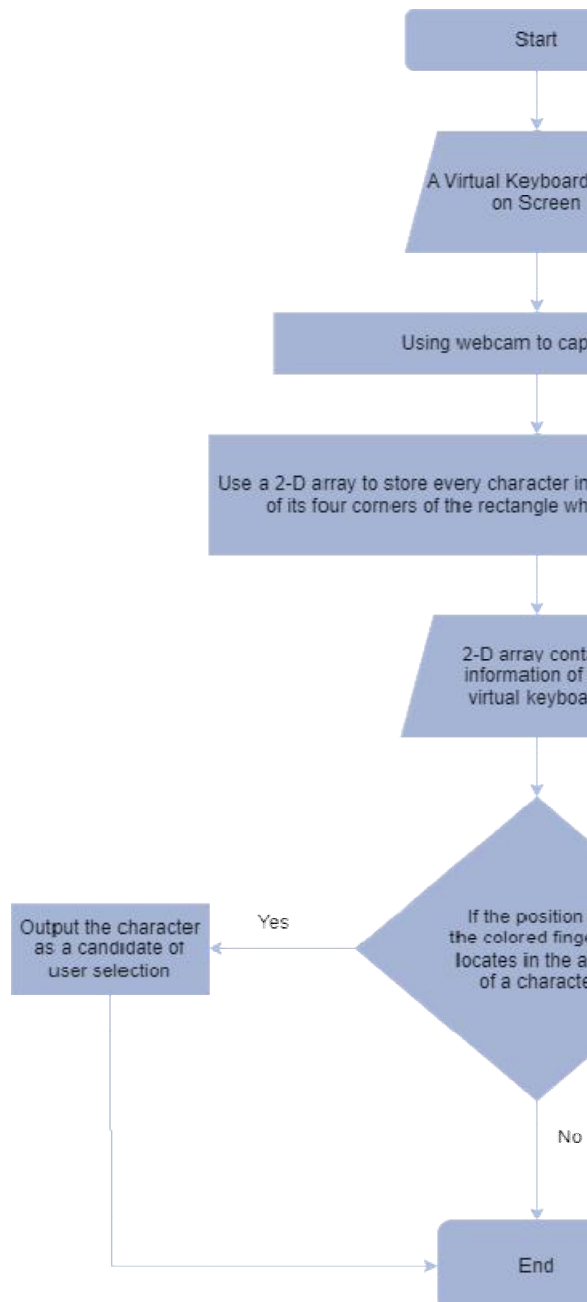 Start
A Virtual Keyboard
on Screen
Using webcam to cap
Use a 2-D array to store every character in
of its four corners of the rectangle wh
2-D array conta
information of
virtual keyboa
If the position
the colored finge
locates in the a
of a characte
Yes
Output the character
as a candidate of
user selection
No
End